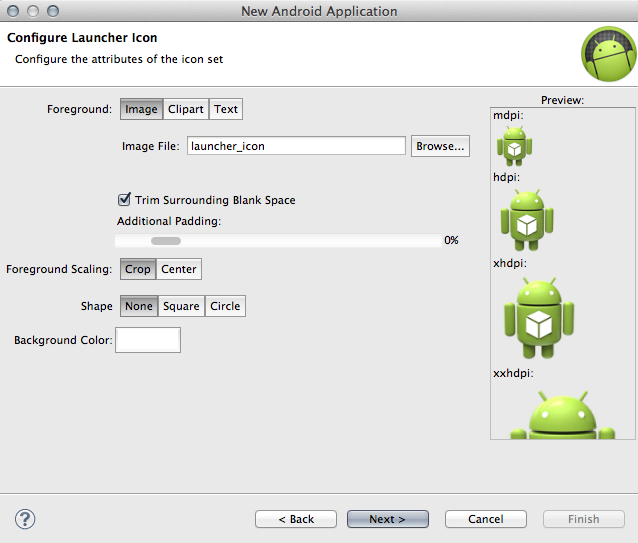 New Android Application
Configure Launcher Icon
Configure the attributes of the icon set
Foreground: Image Clipart Text
Image File: launcher_icon Browse...
Trim Surrounding Blank Space
Additional Padding:
0%
Foreground Scaling: Crop Center
Shape None Square Circle
Background Color:
Preview:
mdpi:
hdpi:
xhdpi:
xxhdpi:
? < Back Next > Cancel Finish